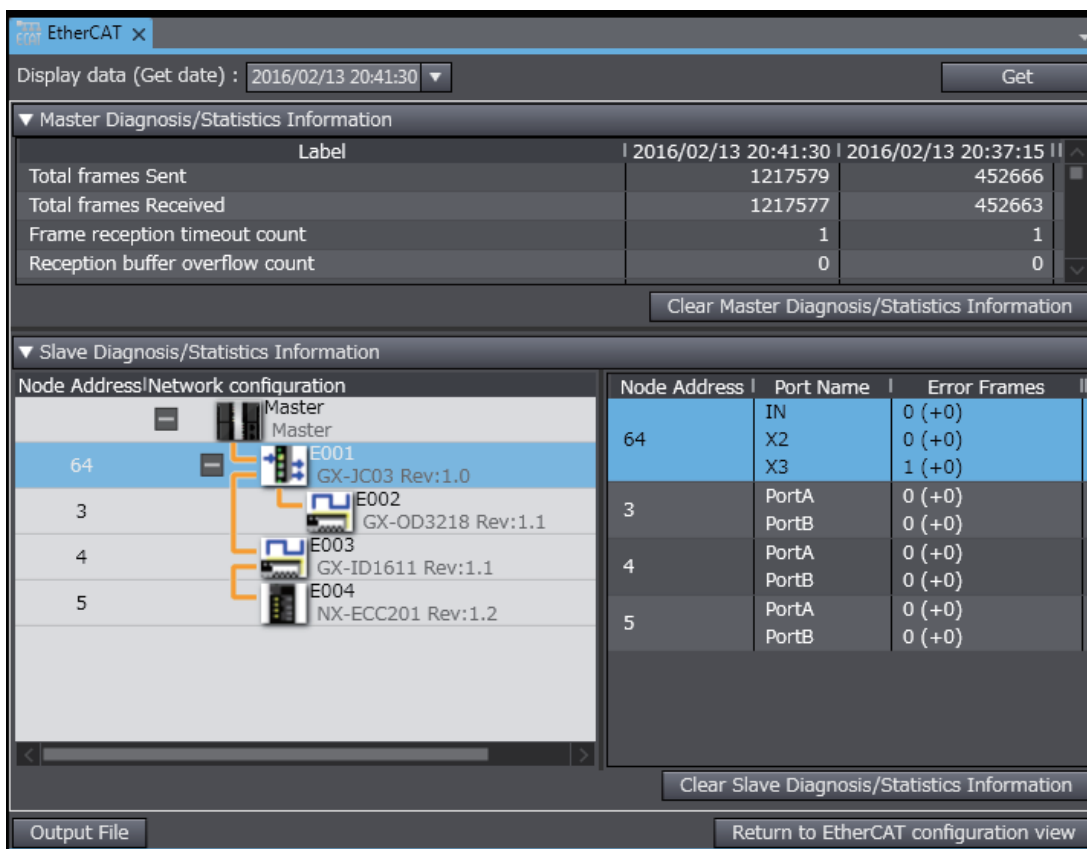 EtherCAT
Display data (Get date) : 2016/02/13 20:41:30 Get
Master Diagnosis/Statistics Information
Label 2016/02/13 20:41:30 2016/02/13 20:37:15
Total frames Sent 1217579 452666
Total frames Received 1217577 452663
Frame reception timeout count 1 1
Reception buffer overflow count 0 0
Clear Master Diagnosis/Statistics Information
Slave Diagnosis/Statistics Information
Node Address Network configuration
Master
Master
64 E001
GX-JC03 Rev:1.0
3 E002
GX-OD3218 Rev:1.1
4 E003
GX-ID1611 Rev:1.1
5 E004
NX-ECC201 Rev:1.2
Node Address Port Name Error Frames
64
IN 0 (+0)
X2 0 (+0)
X3 1 (+0)
3
PortA 0 (+0)
PortB 0 (+0)
4
PortA 0 (+0)
PortB 0 (+0)
5
PortA 0 (+0)
PortB 0 (+0)
Clear Slave Diagnosis/Statistics Information
Output File Return to EtherCAT configuration view